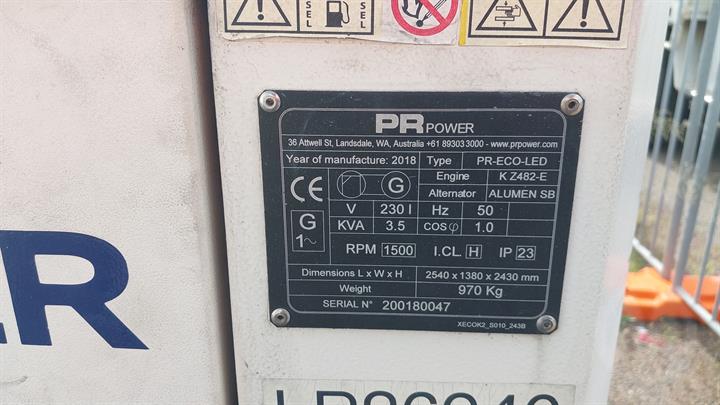 DIESEL
PR POWER
36 Attwell St, Landsdale, WA, Australia +61 893033000 - www.prpower.com
Year of manufacture: 2018 Type PR-ECO-LED
Engine K Z482-E
CE G Alternator ALUMEN SB
V 230 I Hz 50
G 1~ KVA 3.5 COSφ 1.0
RPM 1500 I.CL. H IP 23
Dimensions L x W x H 2540 x 1380 x 2430 mm
Weight 970 Kg
SERIAL N° 200180047
XECOK2_S010_243B
ER